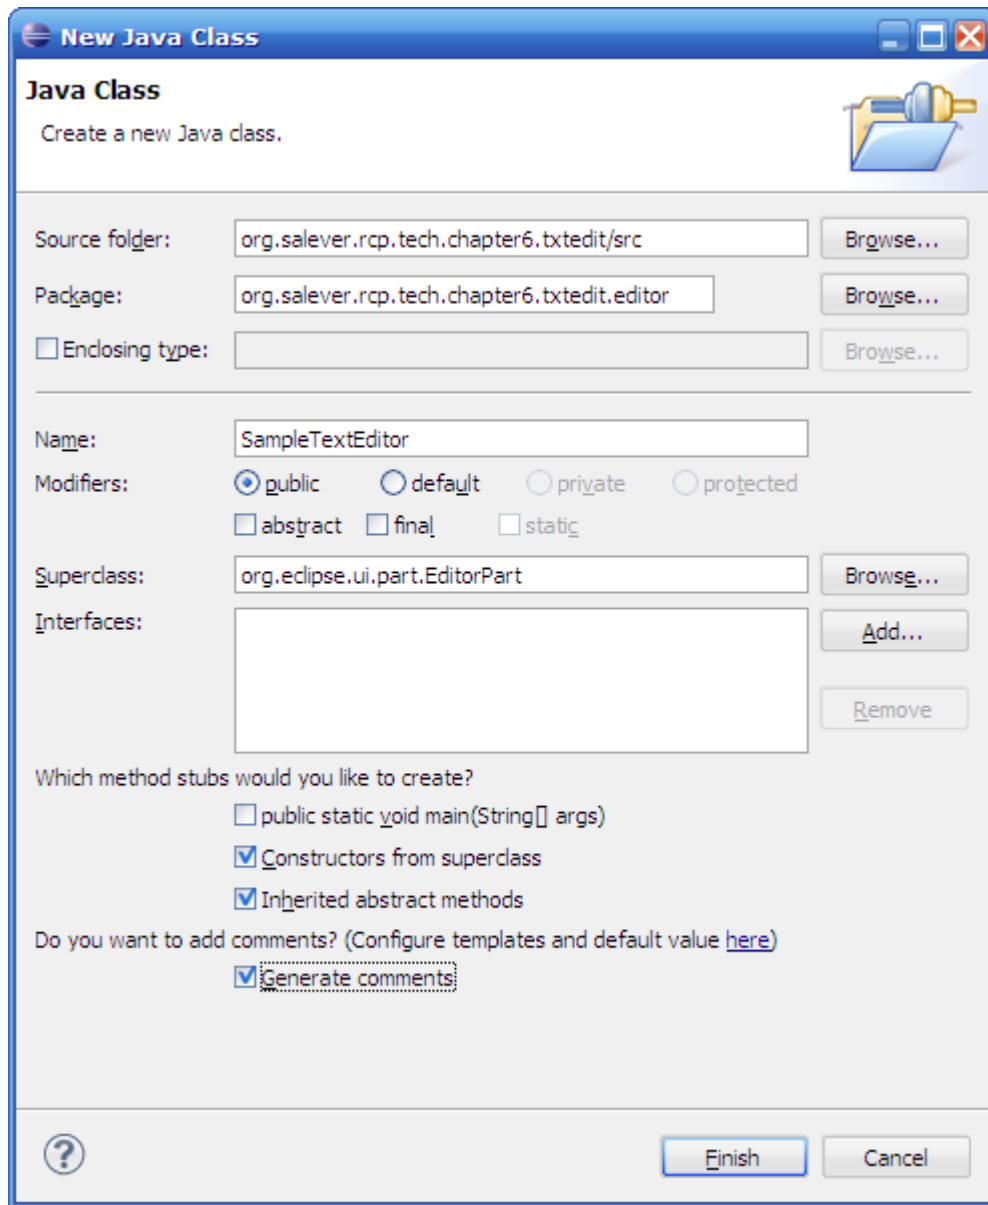 New Java Class
Java Class
Create a new Java class.
Source folder: org.salever.rcp.tech.chapter6.txtedit/src Browse...
Package: org.salever.rcp.tech.chapter6.txtedit.editor Browse...
Enclosing type: Browse...
Name: SampleTextEditor
Modifiers: public default private protected
abstract final static
Superclass: org.eclipse.ui.part.EditorPart Browse...
Interfaces: Add...
Remove
Which method stubs would you like to create?
public static void main(String[] args)
Constructors from superclass
Inherited abstract methods
Do you want to add comments? (Configure templates and default value here)
Generate comments
? Finish Cancel